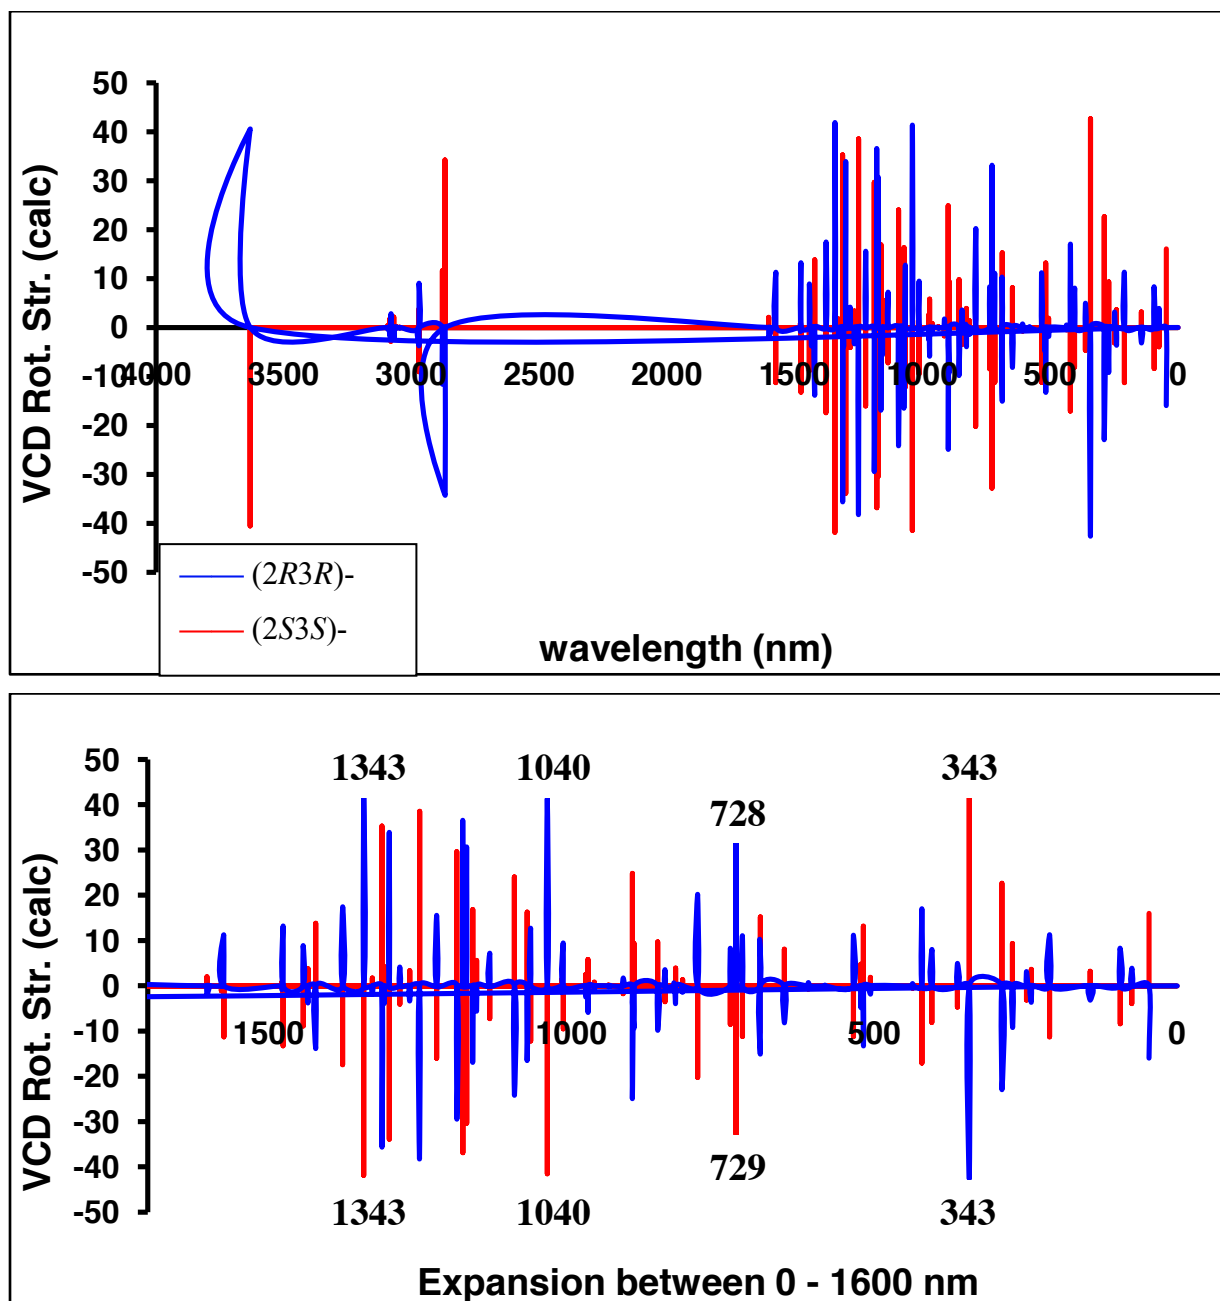 VCD Rot. Str. (calc)
50
40
30
20
10
0
-10
-20
-30
-40
-50
4000 3500 3000 2500 2000 1500 1000 500 0
(2R3R)-
(2S3S)-
wavelength (nm)
VCD Rot. Str. (calc)
50
40
30
20
10
0
-10
-20
-30
-40
-50
1343 1040 343
728
1500 1000 500 0
729
1343 1040 343
Expansion between 0 - 1600 nm